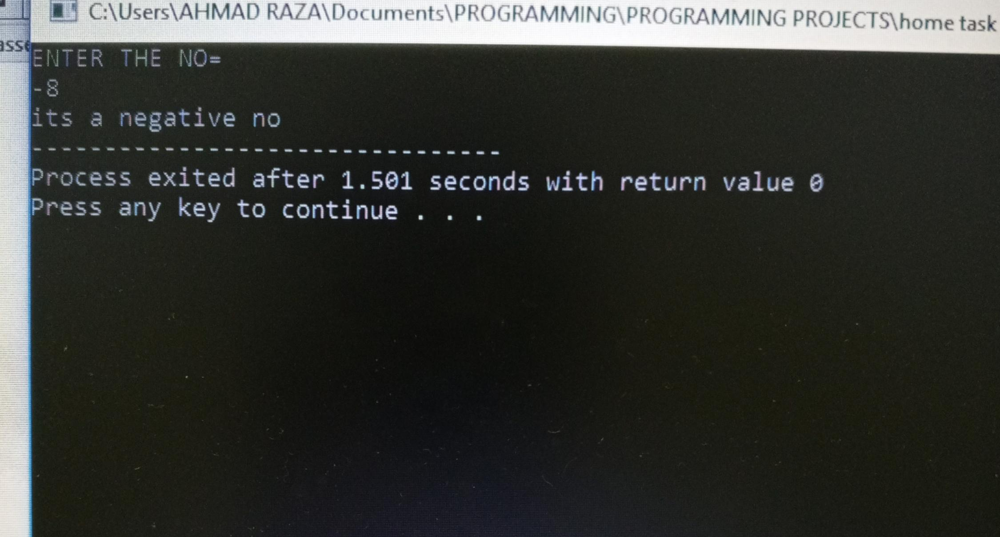 C:\Users\AHMAD RAZA\Documents\PROGRAMMING\PROGRAMMING PROJECTS\home task
ENTER THE NO=
-8
its a negative no
--------------------------------
Process exited after 1.501 seconds with return value 0
Press any key to continue . . .